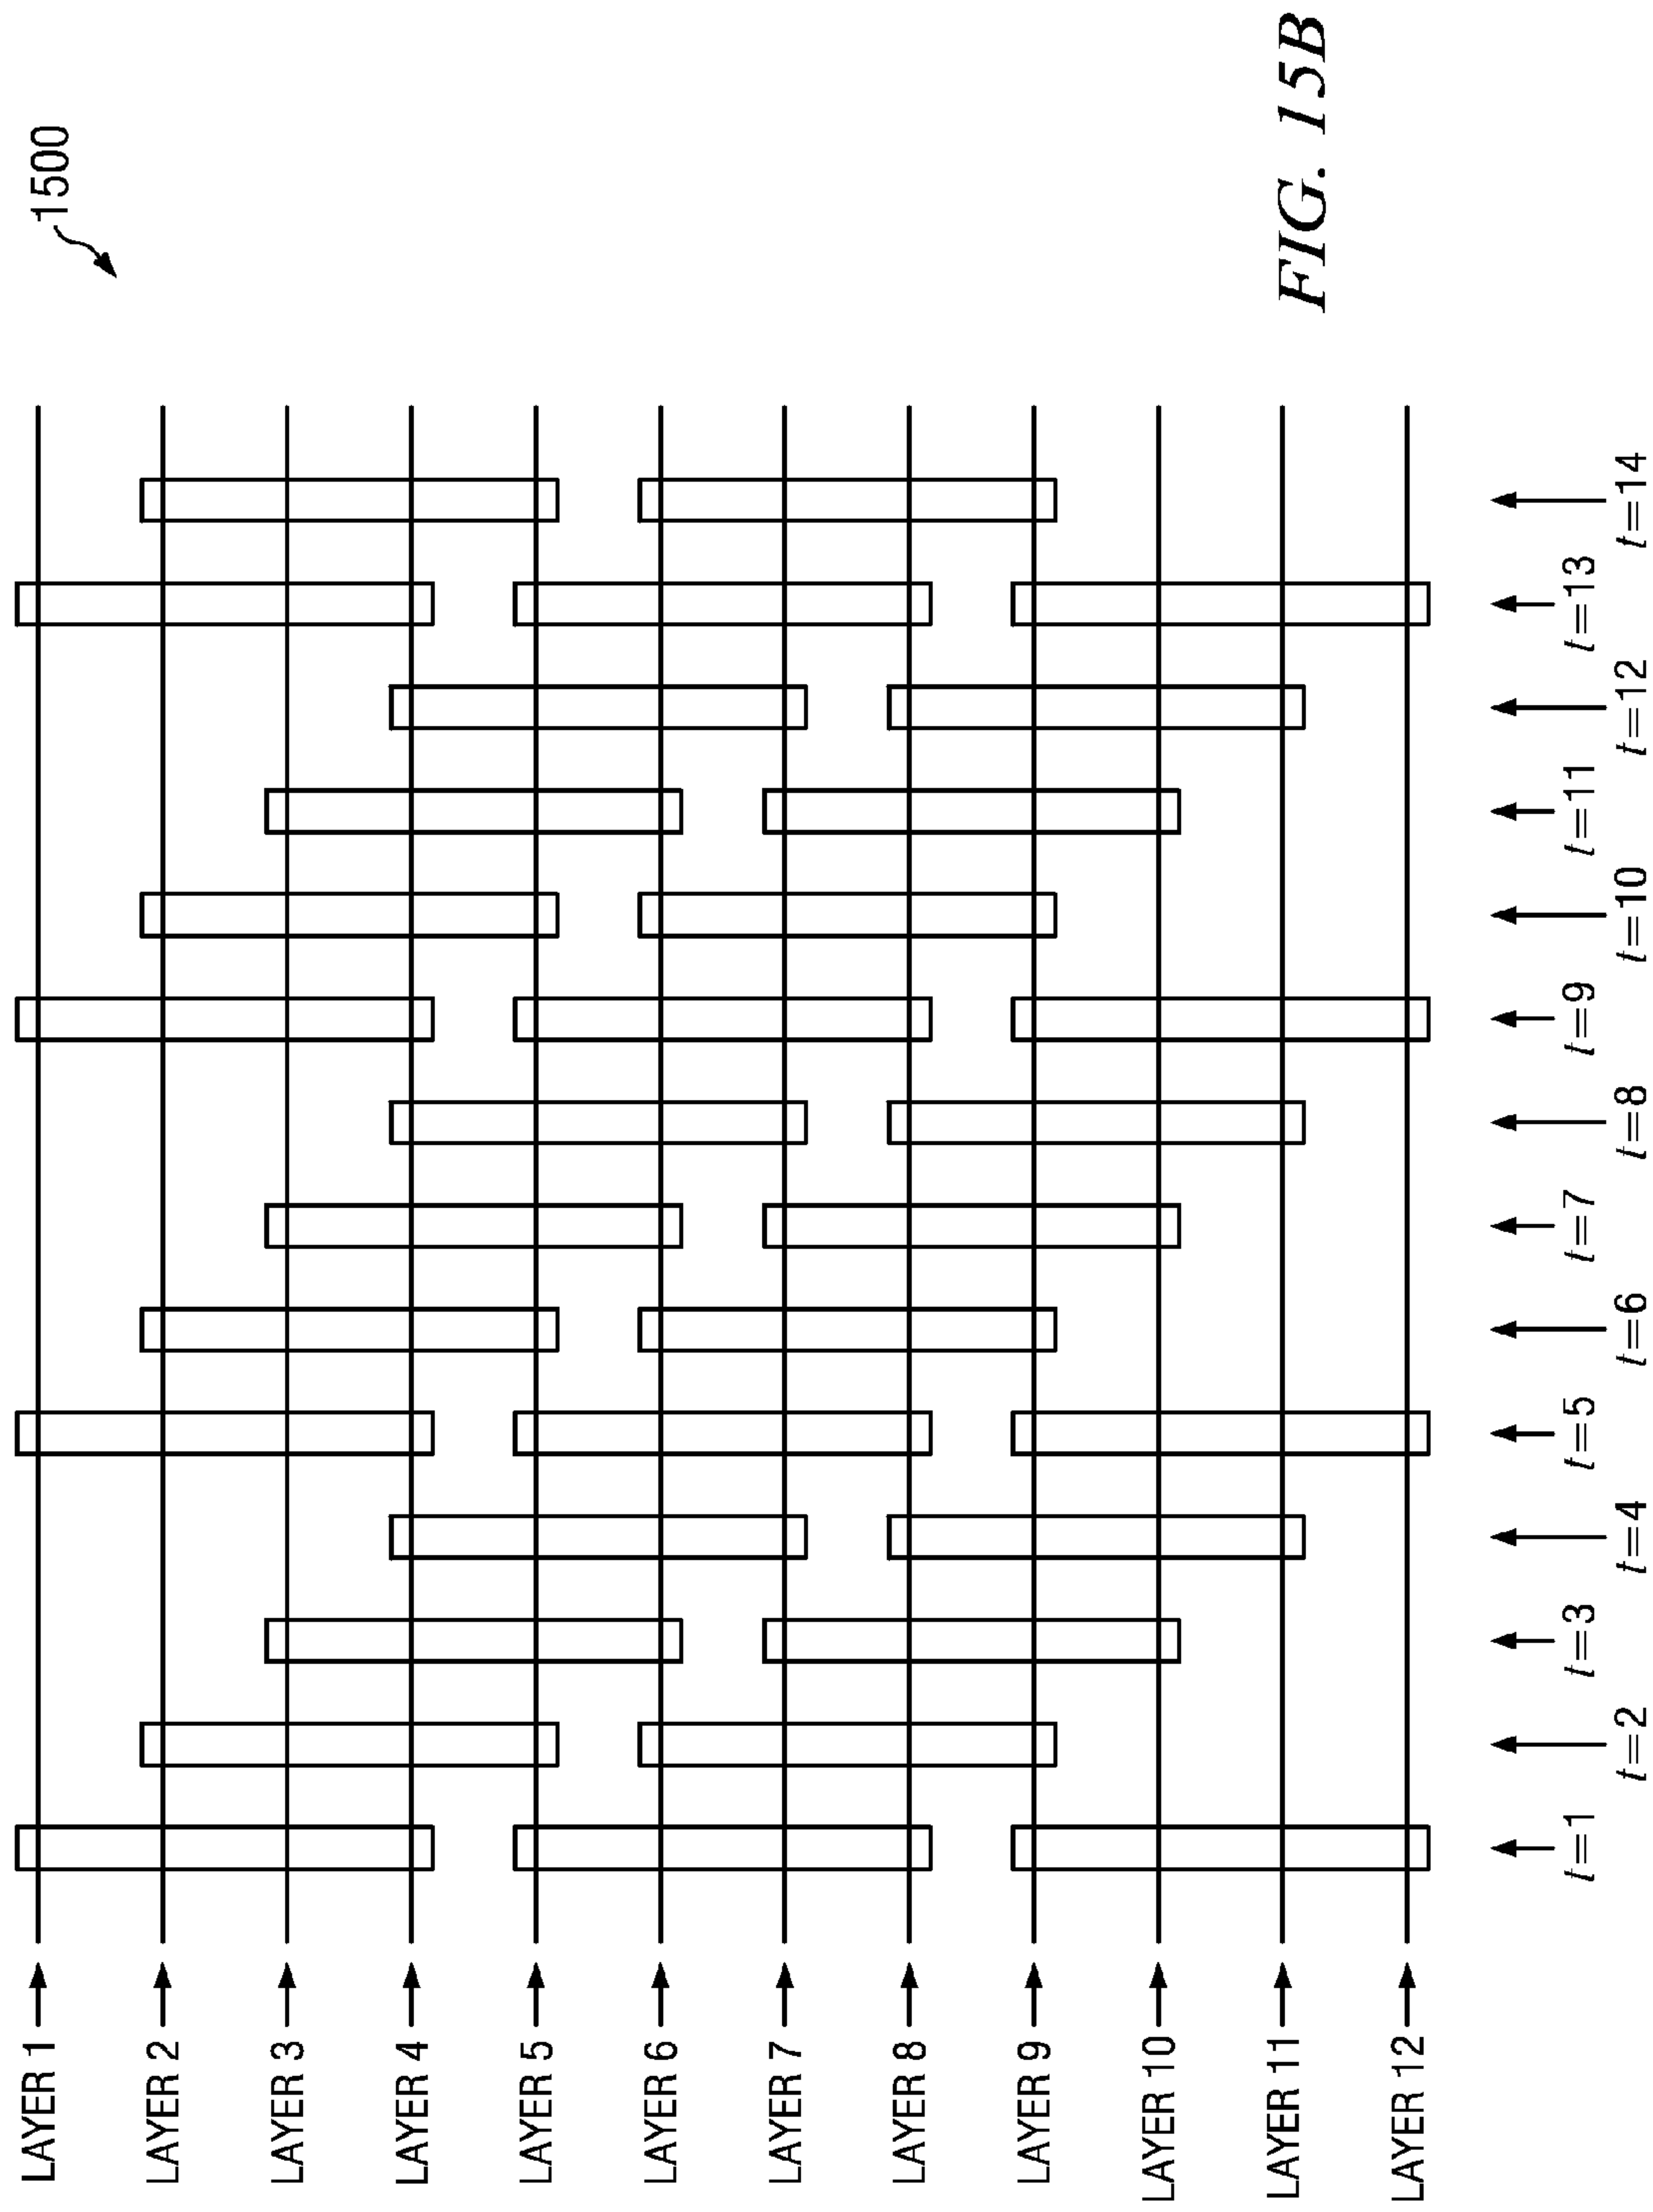 1500
LAYER 1
LAYER 2
LAYER 3
LAYER 4
LAYER 5
LAYER 6
LAYER 7
LAYER 8
LAYER 9
LAYER 10
LAYER 11
LAYER 12
t=1
t=2
t=3
t=4
t=5
t=6
t=7
t=8
t=9
t=10
t=11
t=12
t=13
t=14
FIG. 15B